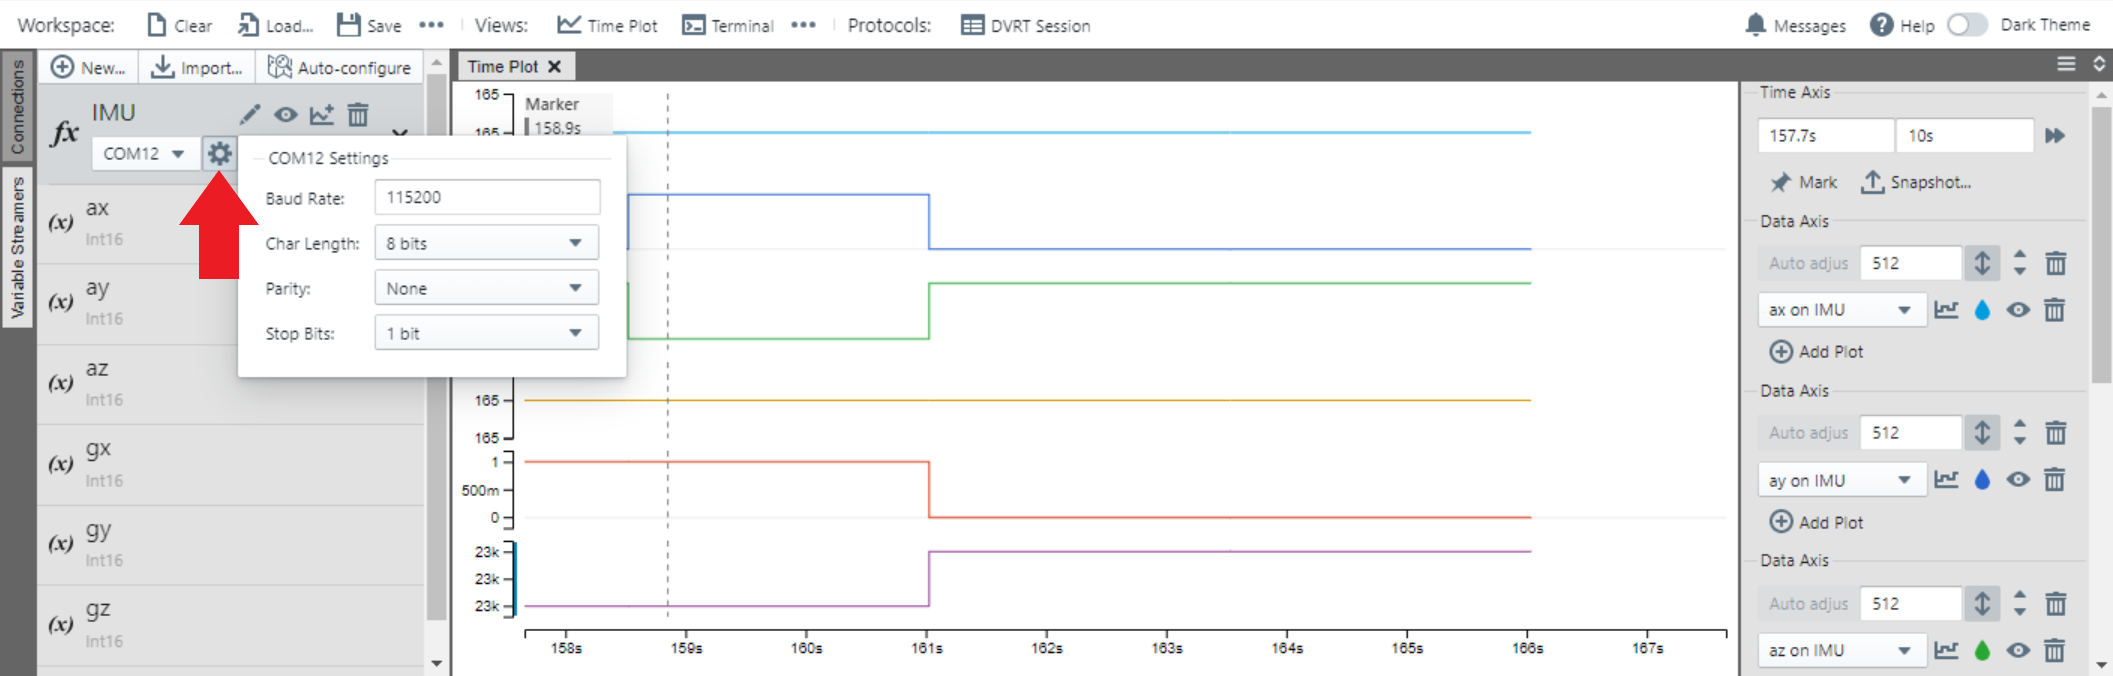 Workspace: Clear Load... Save ••• Views: Time Plot Terminal ••• Protocols: DVRT Session Messages Help Dark Theme
Connections
Variable Streamers
New... Import... Auto-configure
fx IMU
COM12
(x) ax
Int16
(x) ay
Int16
(x) az
Int16
(x) gx
Int16
(x) gy
Int16
(x) gz
Int16
COM12 Settings
Baud Rate: 115200
Char Length: 8 bits
Parity: None
Stop Bits: 1 bit
Time Plot
Marker
158.9s
165
165
165
165
1
500m
0
23k
23k
23k
158s 159s 160s 161s 162s 163s 164s 165s 166s 167s
Time Axis
157.7s 10s
Mark Snapshot...
Data Axis
Auto adjus 512
ax on IMU
Add Plot
Data Axis
Auto adjus 512
ay on IMU
Add Plot
Data Axis
Auto adjus 512
az on IMU